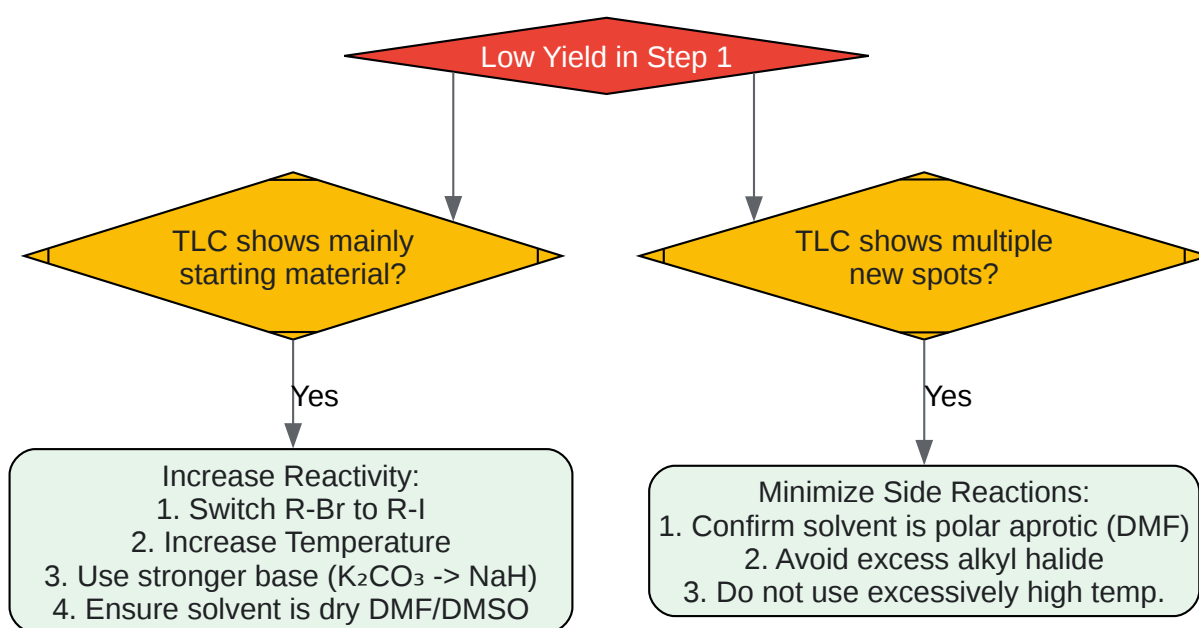 Low Yield in Step 1
TLC shows mainly
starting material?
TLC shows multiple
new spots?
Yes
Yes
Increase Reactivity:
1. Switch R-Br to R-I
2. Increase Temperature
3. Use stronger base (K₂CO₃ -> NaH)
4. Ensure solvent is dry DMF/DMSO
Minimize Side Reactions:
1. Confirm solvent is polar aprotic (DMF)
2. Avoid excess alkyl halide
3. Do not use excessively high temp.